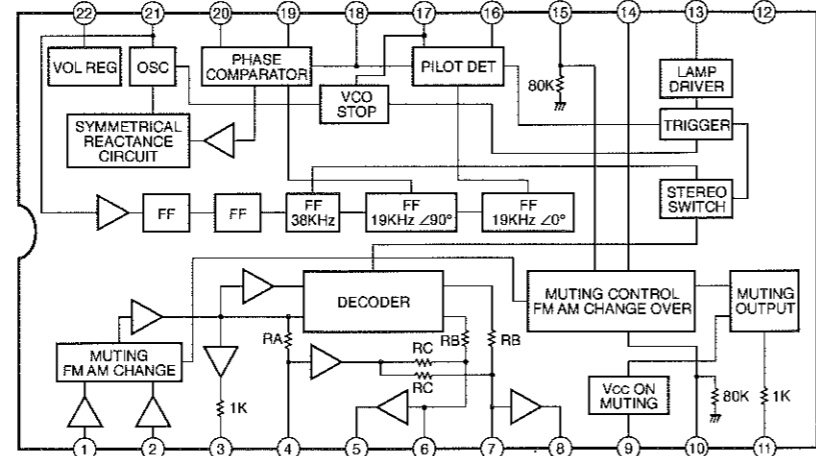 22 21 20 19 18 17 16 15 14 13 12
VOL REG
OSC
PHASE
COMPARATOR
PILOT DET
LAMP
DRIVER
80K
VCO
STOP
SYMMETRICAL
REACTANCE
CIRCUIT
TRIGGER
STEREO
SWITCH
FF
FF
FF
38KHz
FF
19KHz ∠90°
FF
19KHz ∠0°
DECODER
MUTING CONTROL
FM AM CHANGE OVER
MUTING
OUTPUT
RA
RB
RB
MUTING
FM AM CHANGE
RC
RC
1K
VCC ON
MUTING
80K
1K
1 2 3 4 5 6 7 8 9 10 11